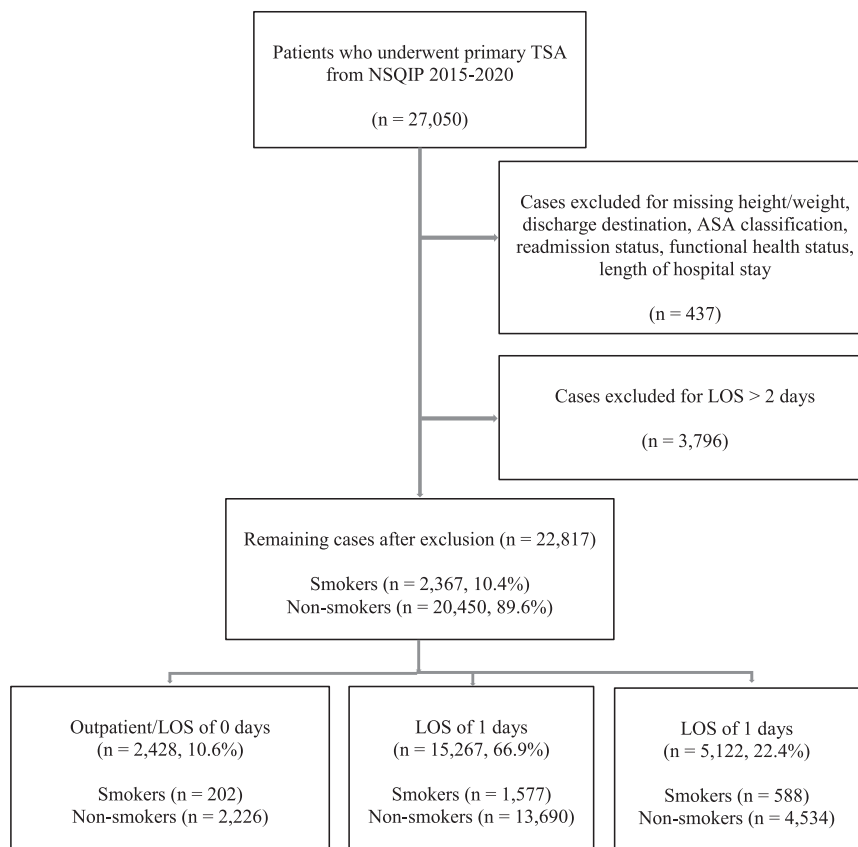 Patients who underwent primary TSA
from NSQIP 2015-2020
(n = 27,050)
Cases excluded for missing height/weight,
discharge destination, ASA classification,
readmission status, functional health status,
length of hospital stay
(n = 437)
Cases excluded for LOS > 2 days
(n = 3,796)
Remaining cases after exclusion (n = 22,817)
Smokers (n = 2,367, 10.4%)
Non-smokers (n = 20,450, 89.6%)
Outpatient/LOS of 0 days
(n = 2,428, 10.6%)
Smokers (n = 202)
Non-smokers (n = 2,226)
LOS of 1 days
(n = 15,267, 66.9%)
Smokers (n = 1,577)
Non-smokers (n = 13,690)
LOS of 1 days
(n = 5,122, 22.4%)
Smokers (n = 588)
Non-smokers (n = 4,534)